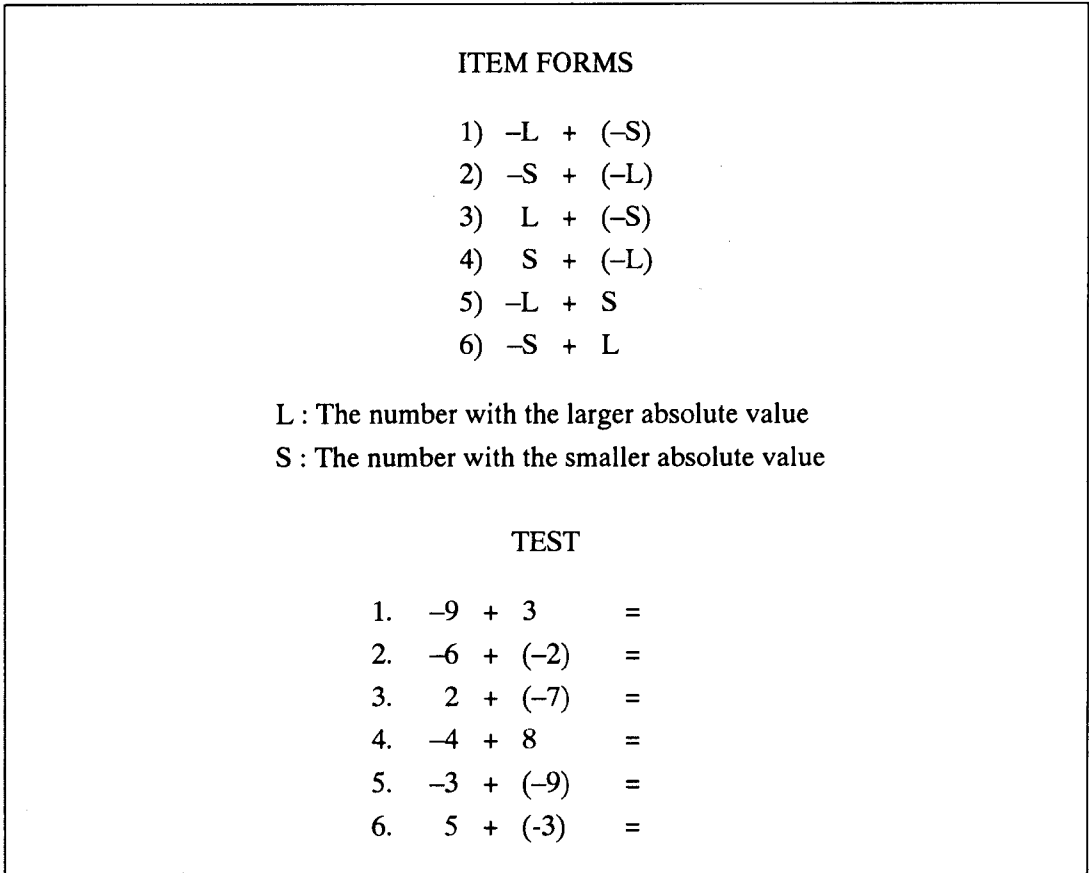 ITEM FORMS
1) –L + (–S)
2) –S + (–L)
3) L + (–S)
4) S + (–L)
5) –L + S
6) –S + L
L : The number with the larger absolute value
S : The number with the smaller absolute value
TEST
1. –9 + 3 =
2. –6 + (–2) =
3. 2 + (–7) =
4. –4 + 8 =
5. –3 + (–9) =
6. 5 + (-3) =